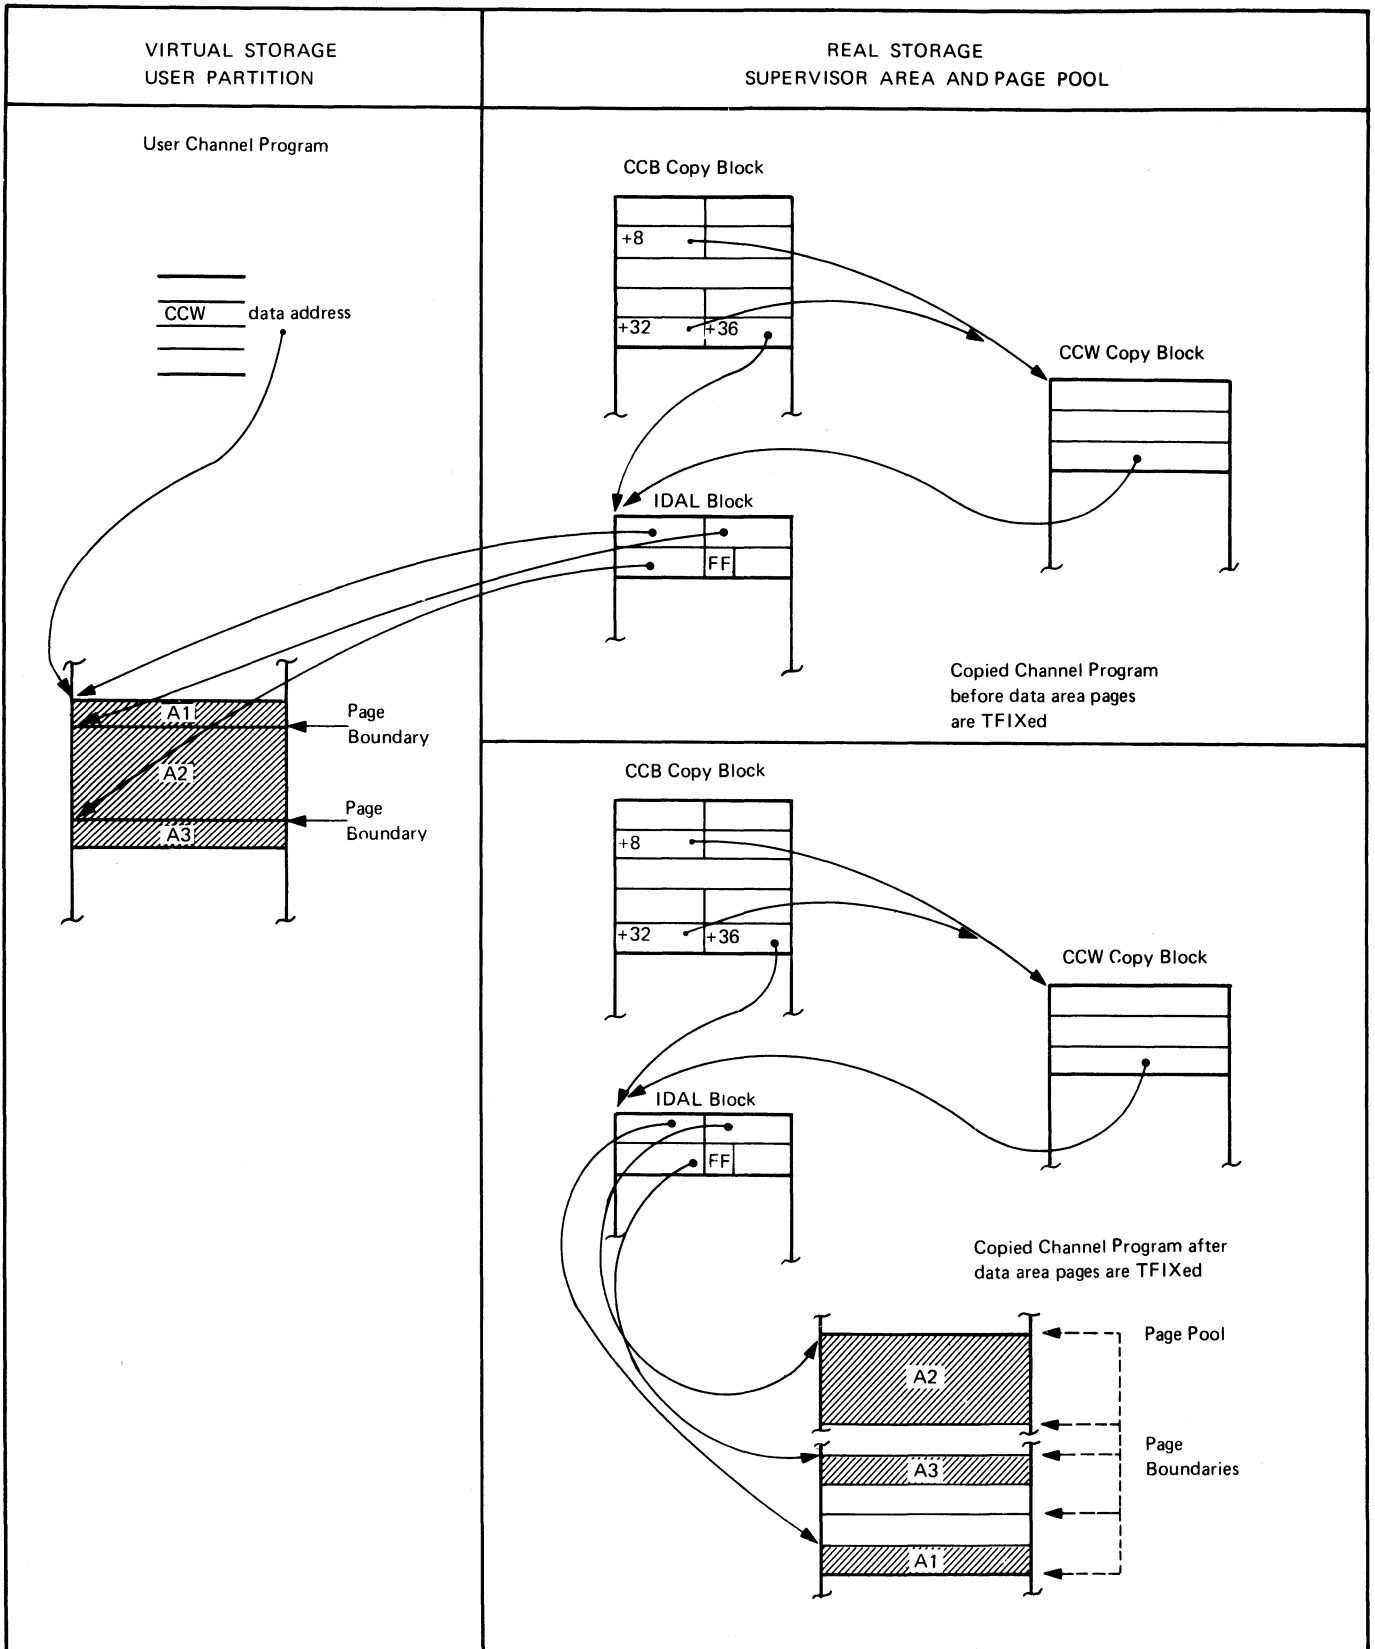 VIRTUAL STORAGE
USER PARTITION
REAL STORAGE
SUPERVISOR AREA AND PAGE POOL
User Channel Program
CCW
data address
A1
A2
A3
Page
Boundary
Page
Boundary
CCB Copy Block
+8
+32
+36
CCW Copy Block
IDAL Block
FF
Copied Channel Program
before data area pages
are TFIXed
CCB Copy Block
+8
+32
+36
CCW Copy Block
IDAL Block
FF
Copied Channel Program after
data area pages are TFIXed
Page Pool
A2
Page
Boundaries
A3
A1